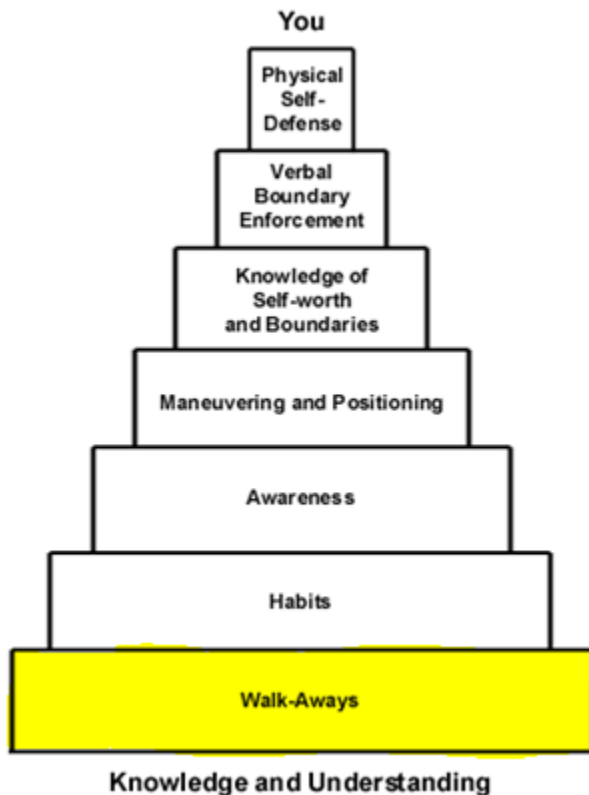 You
Physical
Self-
Defense
Verbal
Boundary
Enforcement
Knowledge of
Self-worth
and Boundaries
Maneuvering and Positioning
Awareness
Habits
Walk-Aways
Knowledge and Understanding